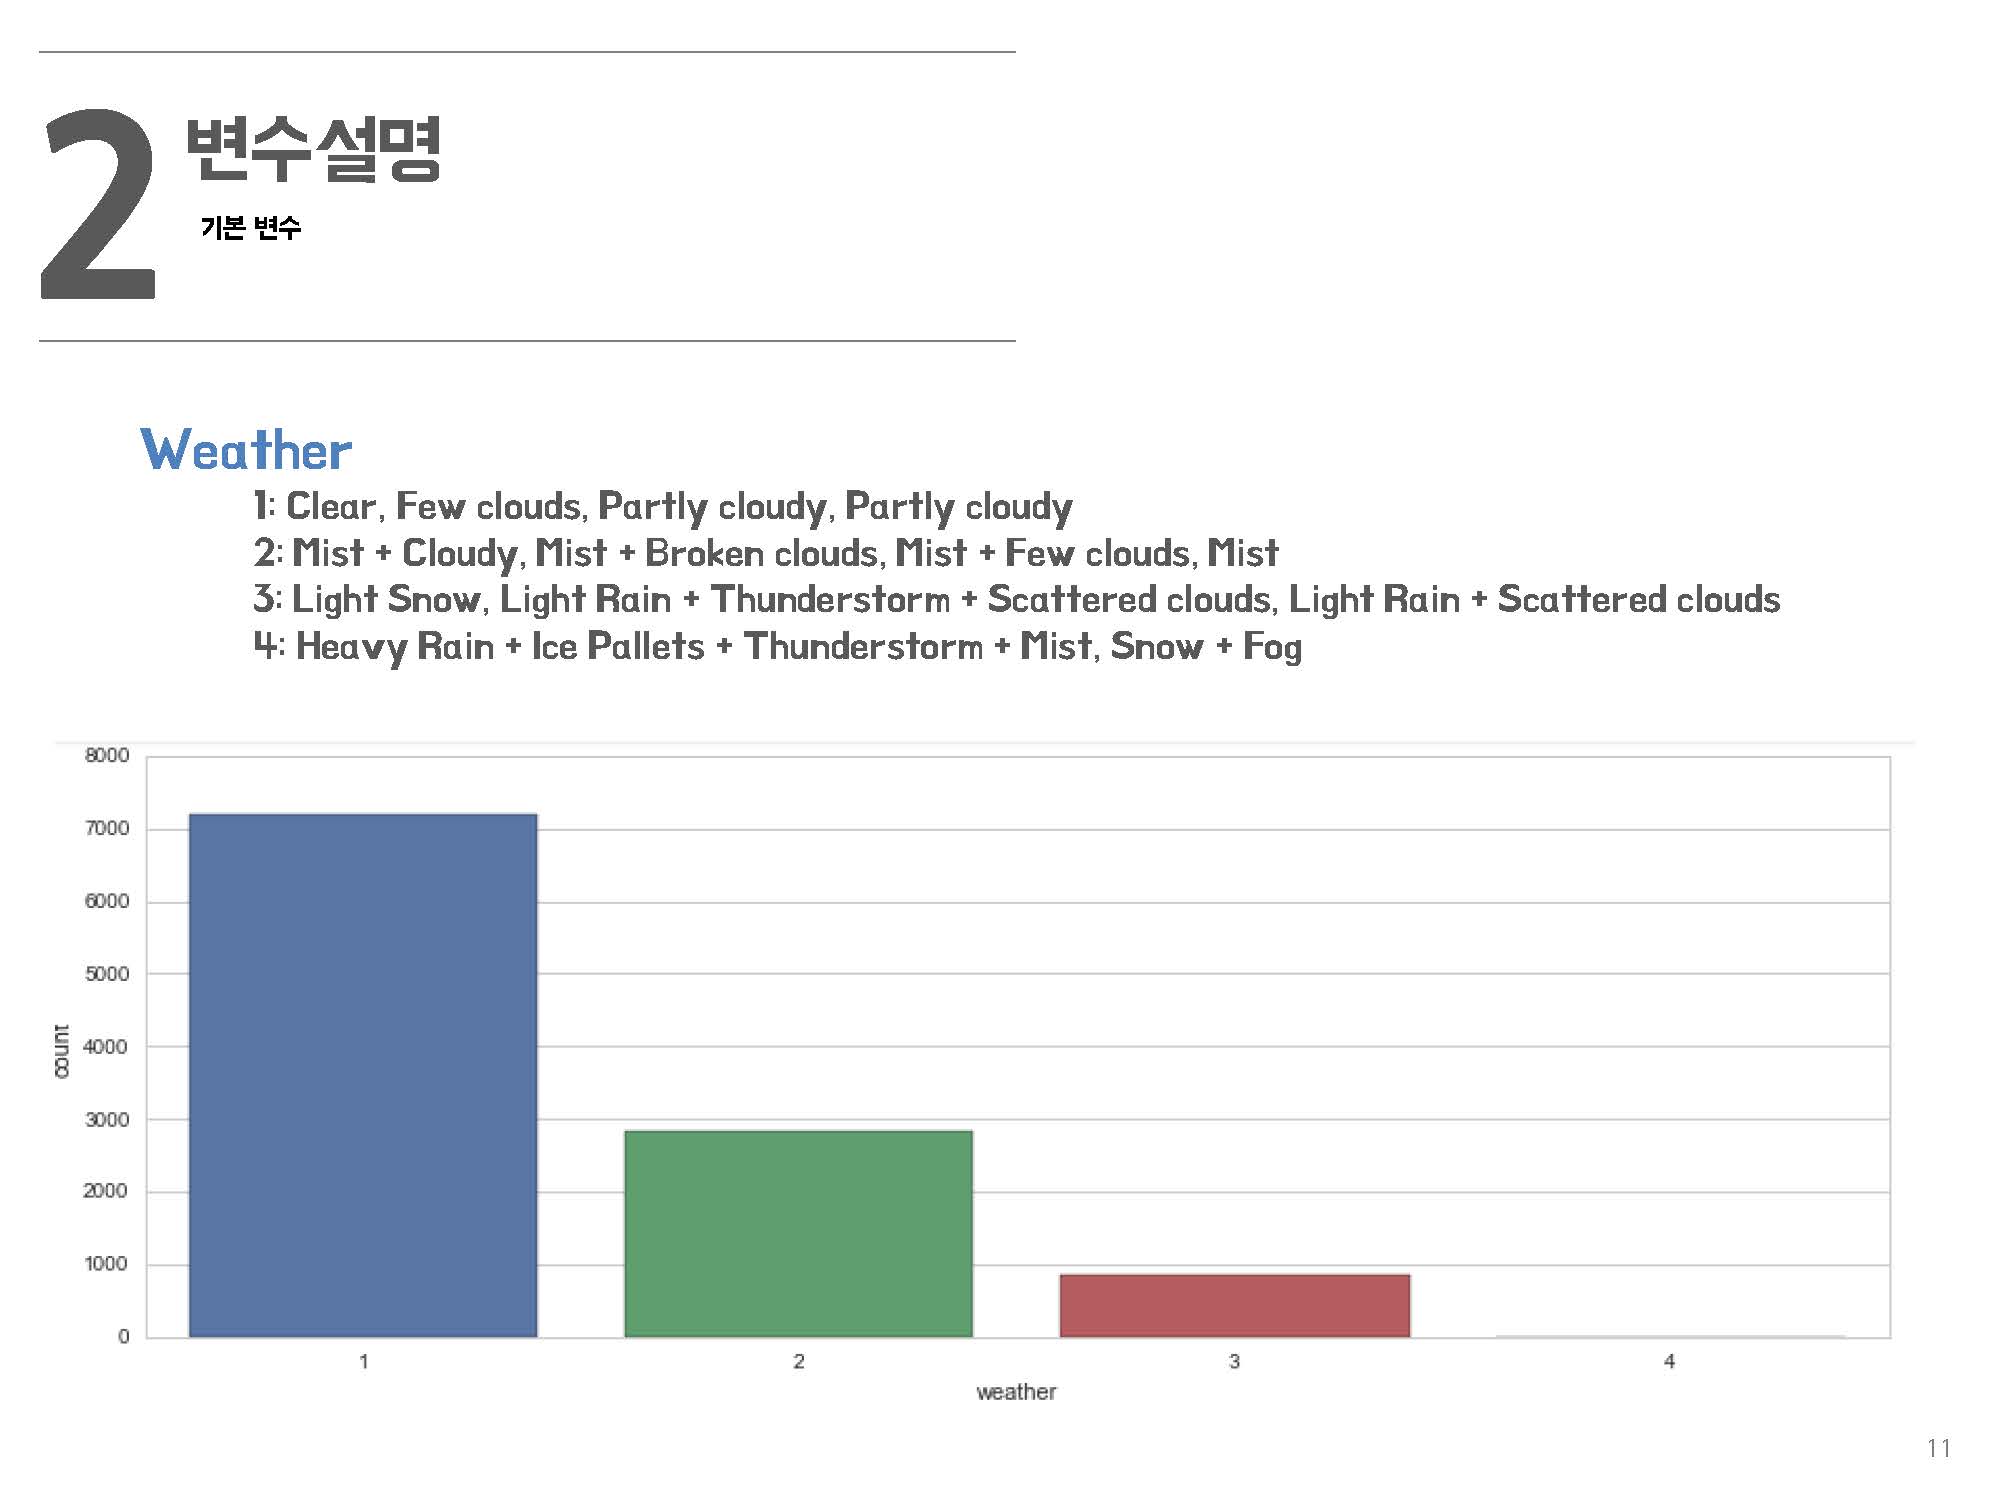 2
변수설명
기본 변수
Weather
1: Clear, Few clouds, Partly cloudy, Partly cloudy
2: Mist + Cloudy, Mist + Broken clouds, Mist + Few clouds, Mist
3: Light Snow, Light Rain + Thunderstorm + Scattered clouds, Light Rain + Scattered clouds
4: Heavy Rain + Ice Pallets + Thunderstorm + Mist, Snow + Fog
8000
7000
6000
5000
4000
3000
2000
1000
0
count
1 2 3 4
weather
11